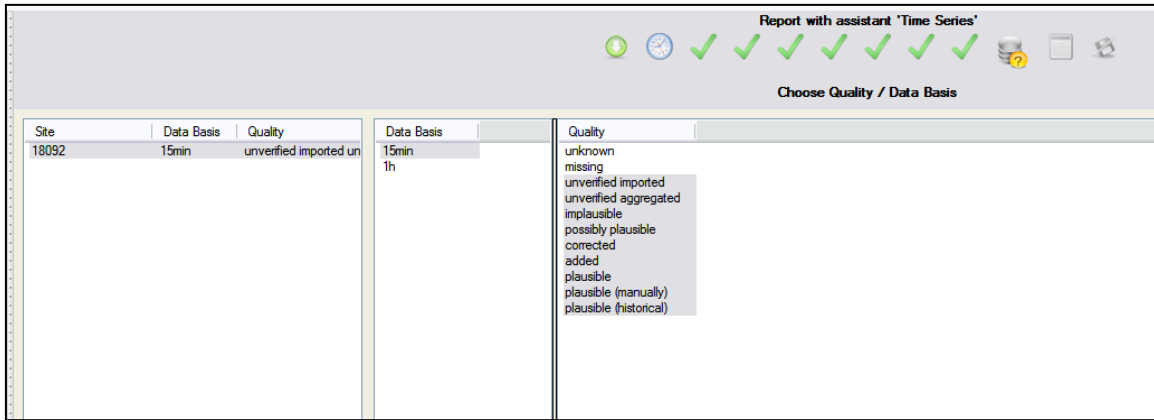 Report with assistant 'Time Series'
Choose Quality / Data Basis
Site Data Basis Quality
18092 15min unverified imported un
Data Basis
15min
1h
Quality
unknown
missing
unverified imported
unverified aggregated
implausible
possibly plausible
corrected
added
plausible
plausible (manually)
plausible (historical)